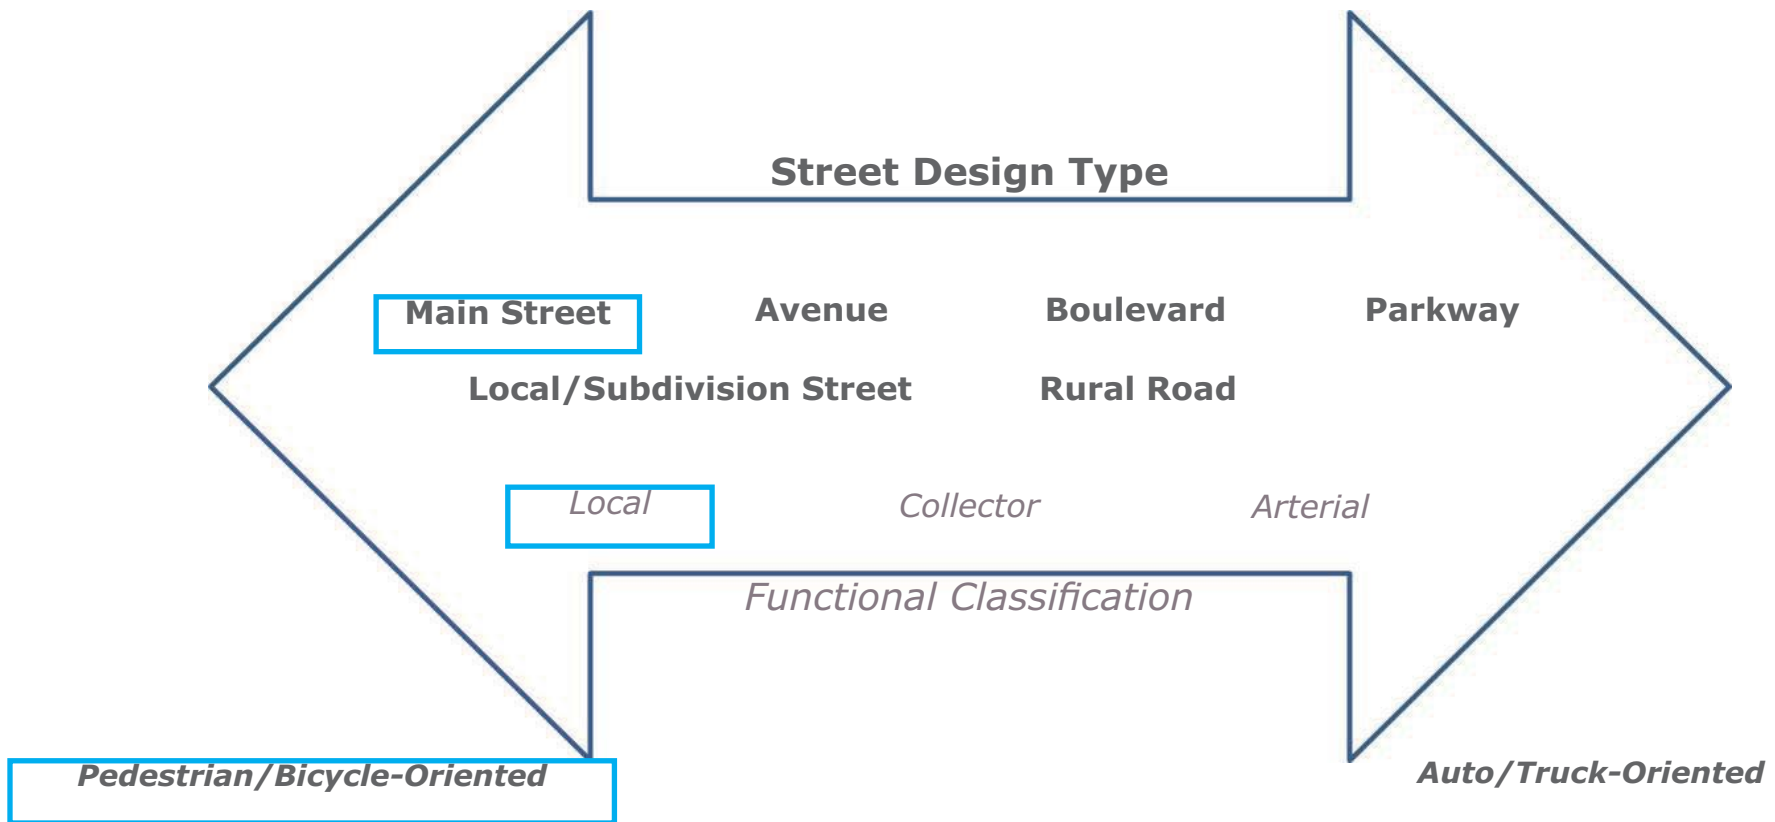 Street Design Type
Main Street Avenue Boulevard Parkway
Local/Subdivision Street Rural Road
Local Collector Arterial
Functional Classification
Pedestrian/Bicycle-Oriented Auto/Truck-Oriented